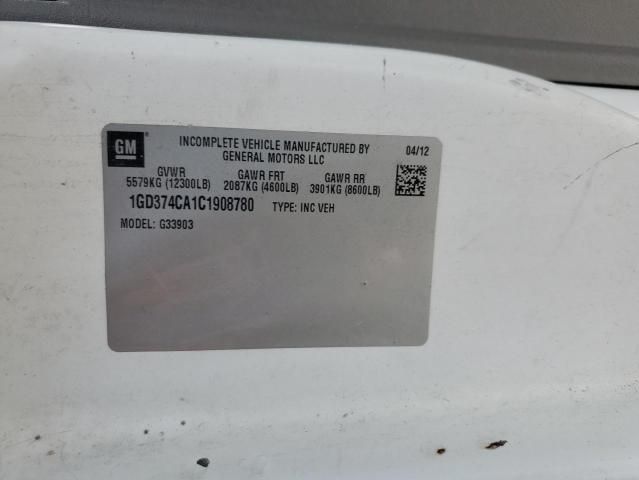 GM
INCOMPLETE VEHICLE MANUFACTURED BY
GENERAL MOTORS LLC
04/12
GVWR GAWR FRT GAWR RR
5579KG (12300LB) 2087KG (4600LB) 3901KG (8600LB)
1GD374CA1C1908780 TYPE: INC VEH
MODEL: G33903